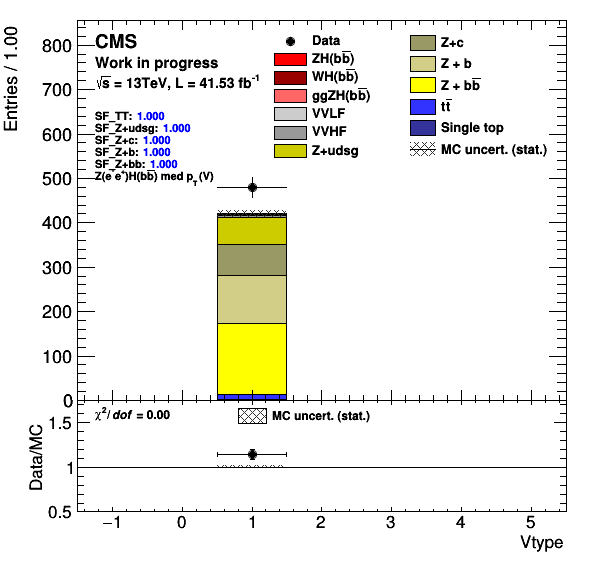 Entries / 1.00
800
700
600
500
400
300
200
100
0
CMS
Work in progress
√s = 13TeV, L = 41.53 fb⁻¹
SF_TT: 1.000
SF_Z+udsg: 1.000
SF_Z+c: 1.000
SF_Z+b: 1.000
SF_Z+bb: 1.000
Z(e⁻e⁺)H(bb̅) med p_T(V)
Data
ZH(bb̅)
WH(bb̅)
ggZH(bb̅)
VVLF
VVHF
Z+udsg
Z+c
Z + b
Z + bb̅
tt̅
Single top
MC uncert. (stat.)
Data/MC
1.5
1
0.5
χ²/dof = 0.00
MC uncert. (stat.)
−1 0 1 2 3 4 5
Vtype